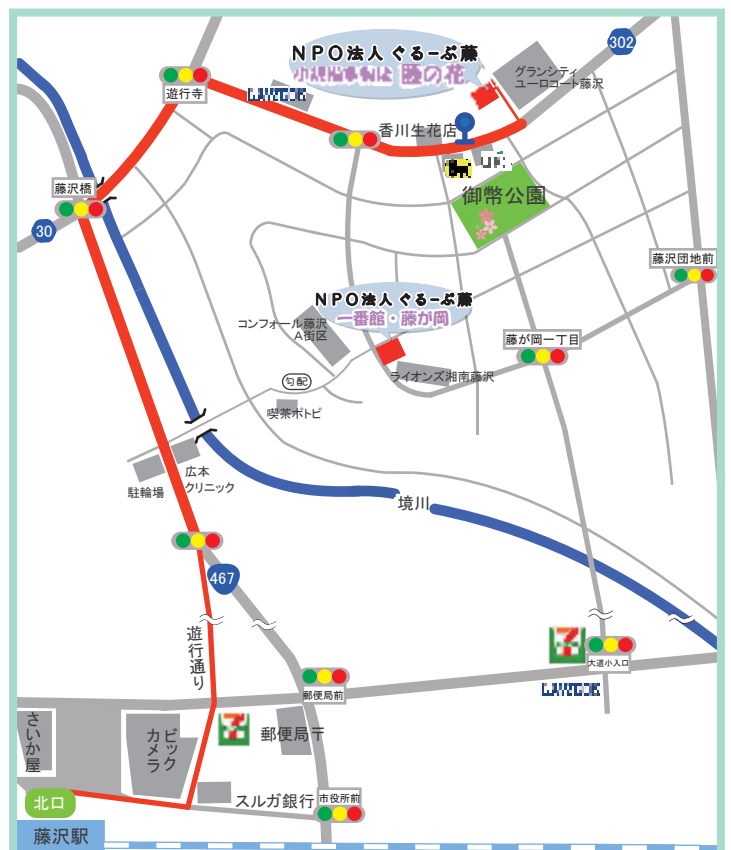 302
NPO法人 ぐるーぷ藤
睦の花
グランシティ
ユーロコート藤沢
遊行寺
LAWSON
香川生花店
御幣公園
藤沢橋
30
藤沢団地前
NPO法人 ぐるーぷ藤
一番館・藤が岡
コンフォール藤沢
A街区
藤が岡一丁目
ライオンズ湘南藤沢
勾配
喫茶ポトピ
広本
クリニック
駐輪場
境川
467
遊行通り
大道小入口
LAWSON
郵便局前
さいか屋
ビック
カメラ
郵便局〒
スルガ銀行
市役所前
北口
藤沢駅